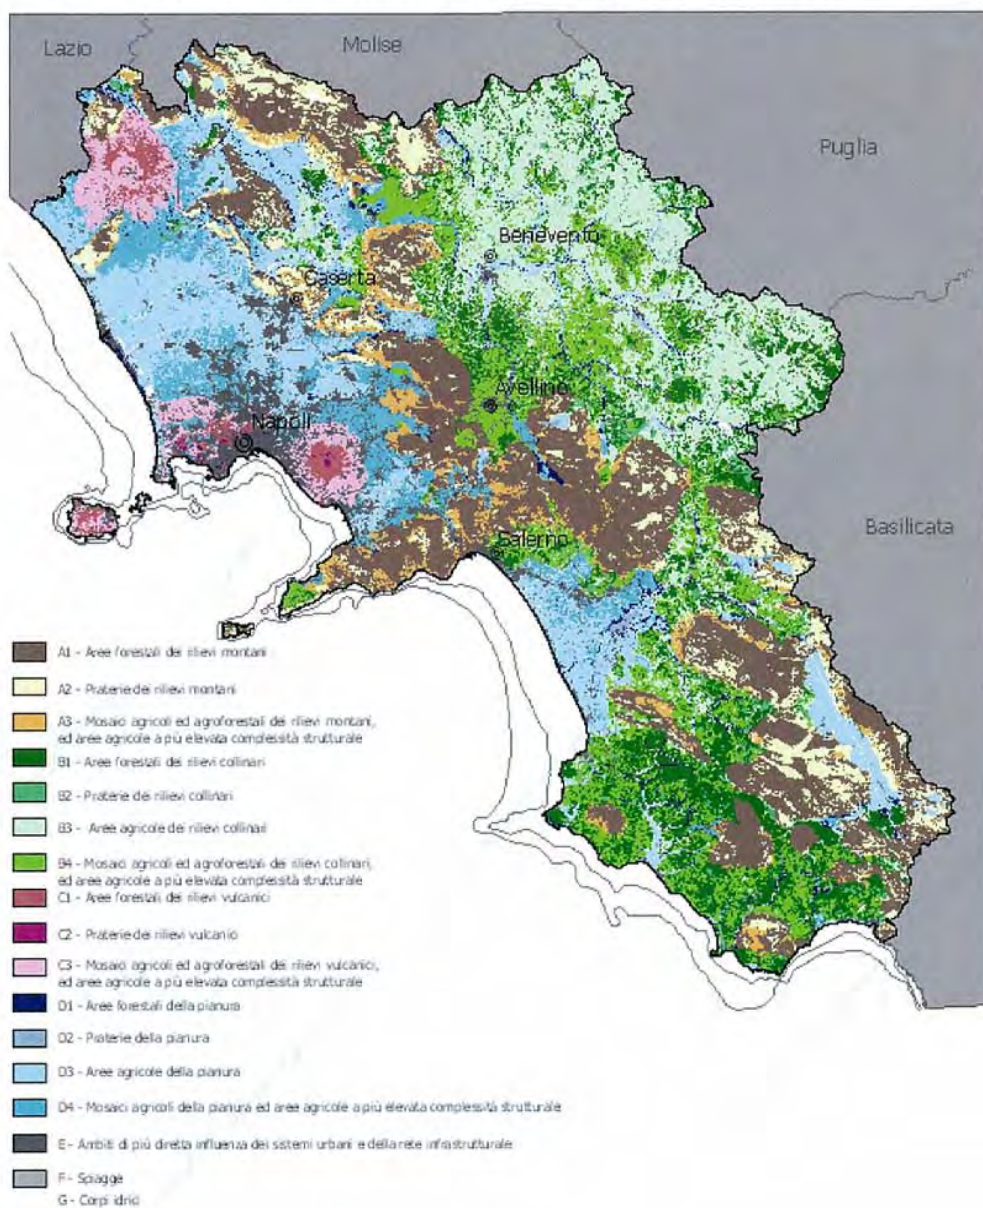 Lazio
Molise
Puglia
Benevento
Caserta
Avellino
Napoli
Basilicata
Salerno
A1 - Aree forestali dei rilievi montani
A2 - Praterie dei rilievi montani
A3 - Mosaici agricoli ed agroforestali dei rilievi montani,
ed aree agricole a più elevata complessità strutturale
B1 - Aree forestali dei rilievi collinari
B2 - Praterie dei rilievi collinari
B3 - Aree agricole dei rilievi collinari
B4 - Mosaici agricoli ed agroforestali dei rilievi collinari,
ed aree agricole a più elevata complessità strutturale
C1 - Aree forestali dei rilievi vulcanici
C2 - Praterie dei rilievi vulcanio
C3 - Mosaici agricoli ed agroforestali dei rilievi vulcanici,
ed aree agricole a più elevata complessità strutturale
D1 - Aree forestali della pianura
D2 - Praterie della pianura
D3 - Aree agricole della pianura
D4 - Mosaici agricoli della pianura ed aree agricole a più elevata complessità strutturale
E - Ambiti di più diretta influenza dei sistemi urbani e della rete infrastrutturale
F - Spiagge
G - Corpi idrici